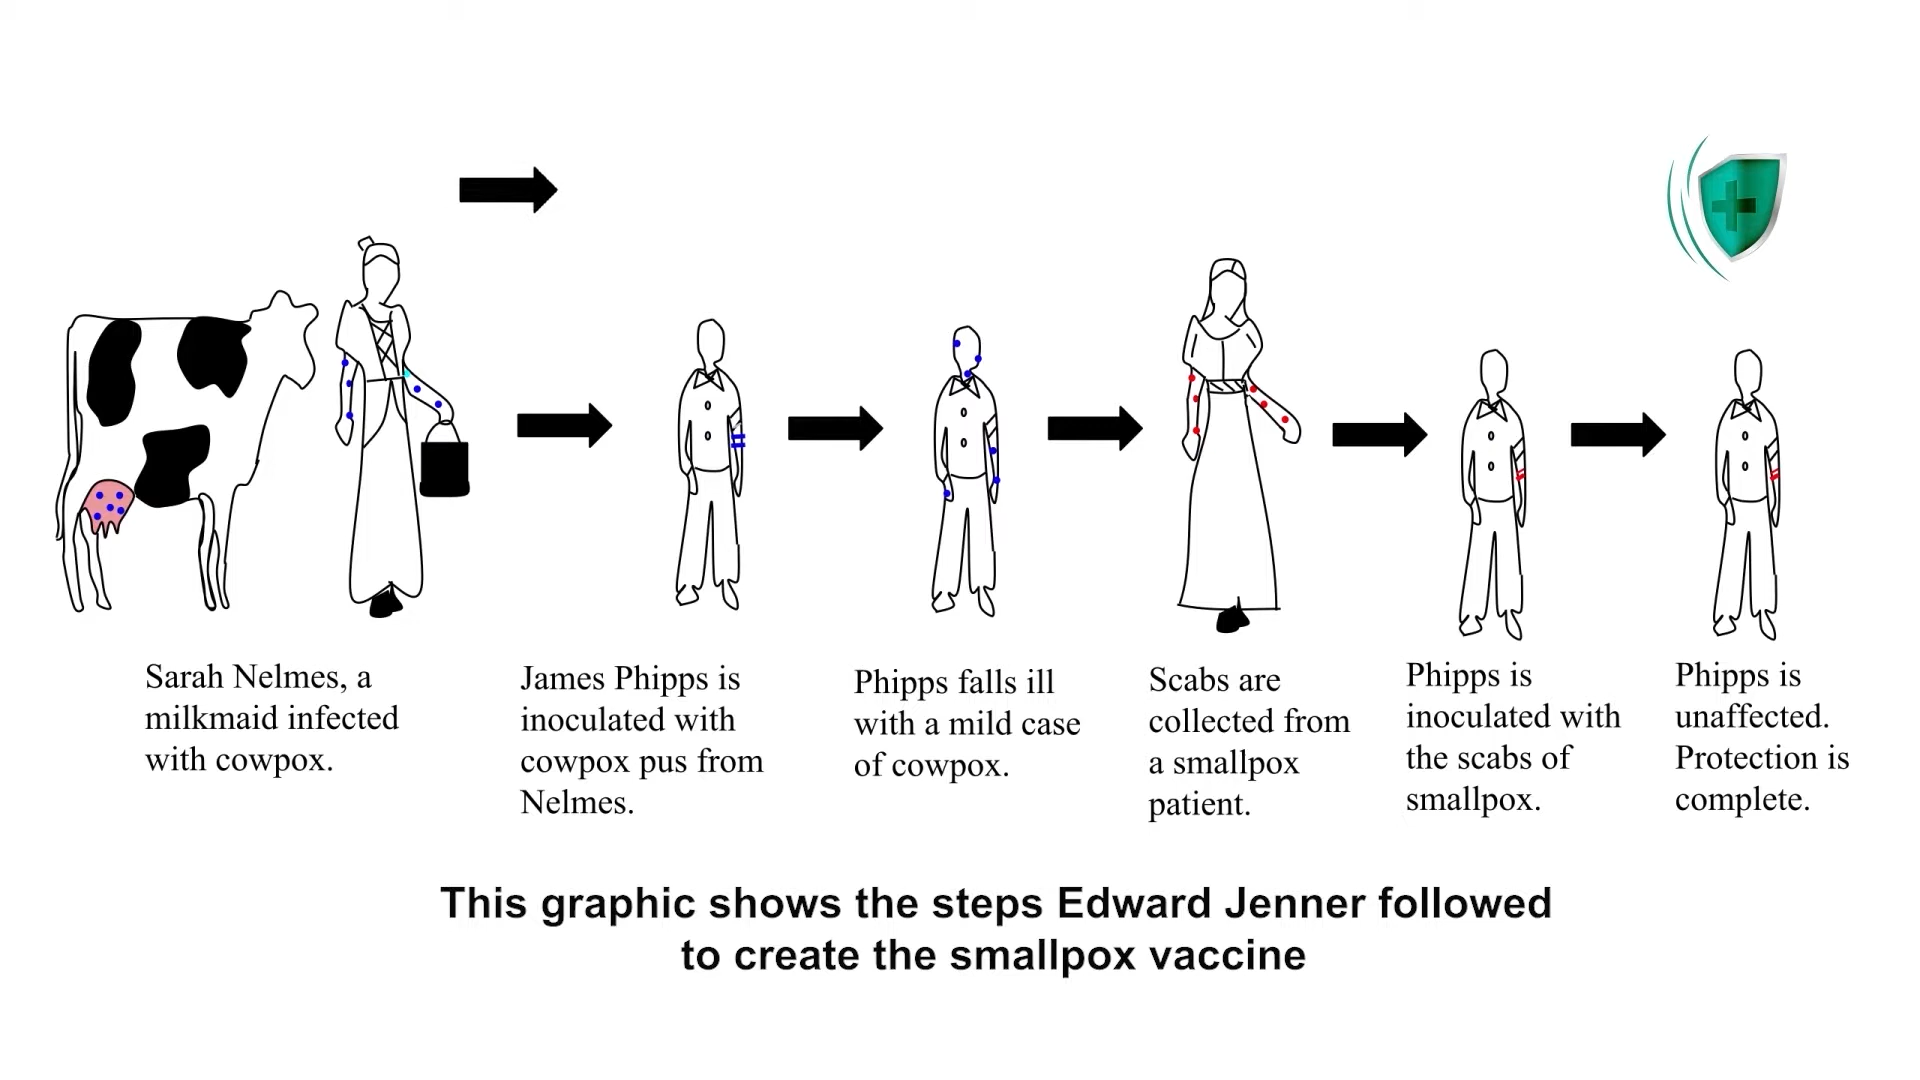 Sarah Nelmes, a
milkmaid infected
with cowpox.
James Phipps is
inoculated with
cowpox pus from
Nelmes.
Phipps falls ill
with a mild case
of cowpox.
Scabs are
collected from
a smallpox
patient.
Phipps is
inoculated with
the scabs of
smallpox.
Phipps is
unaffected.
Protection is
complete.
This graphic shows the steps Edward Jenner followed
to create the smallpox vaccine